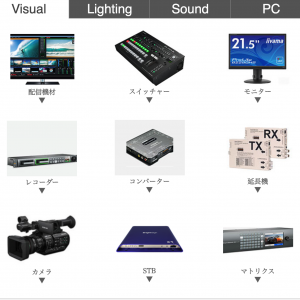 Visual Lighting Sound PC
21.5"
iiyama
配信機材
▼
スイッチャー
▼
モニター
▼
RX
TX
レコーダー
▼
コンバーター
▼
延長機
▼
カメラ
▼
STB
▼
マトリクス
▼